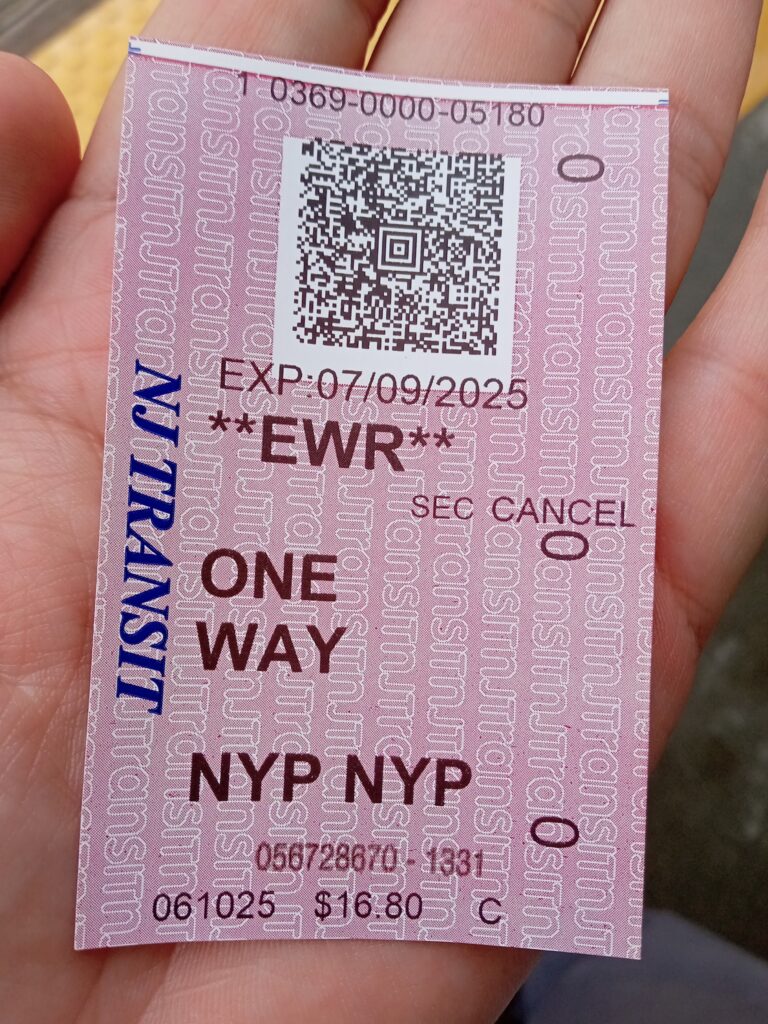 1 0369-0000-05180
0
EXP:07/09/2025
**EWR**
SEC CANCEL
0
NJ TRANSIT
ONE
WAY
NYP NYP
0
056728670 - 1331
061025 $16.80 C